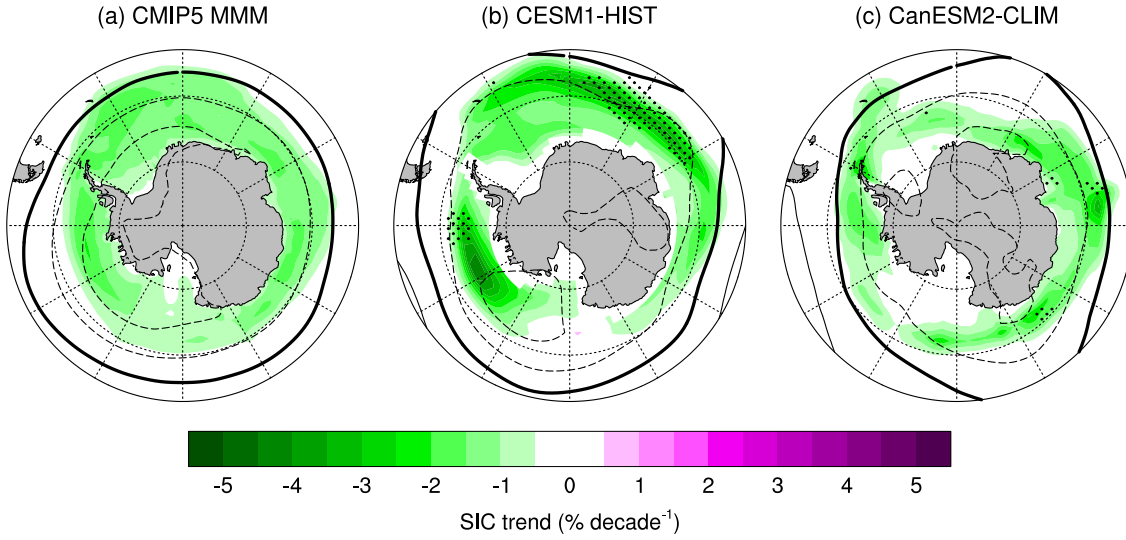 (a) CMIP5 MMM (b) CESM1-HIST (c) CanESM2-CLIM
-5 -4 -3 -2 -1 0 1 2 3 4 5
SIC trend (% decade⁻¹)